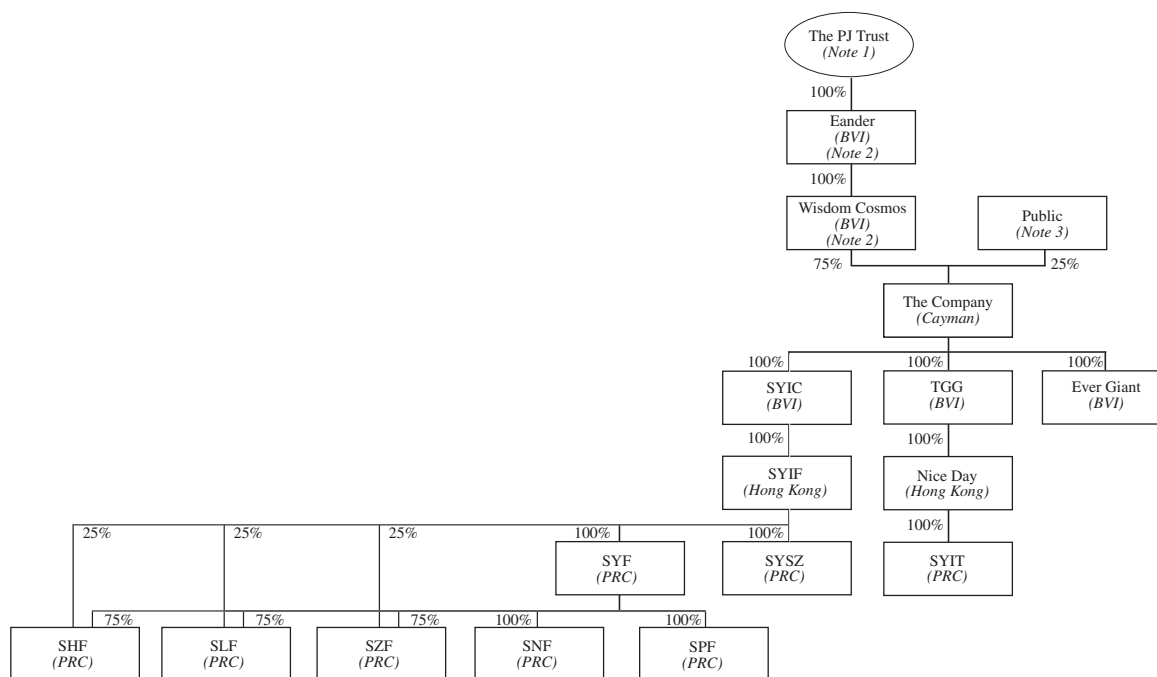 The PJ Trust
(Note 1)
100%
Eander
(BVI)
(Note 2)
100%
Wisdom Cosmos
(BVI)
(Note 2)
Public
(Note 3)
75%
25%
The Company
(Cayman)
100%
100%
100%
SYIC
(BVI)
TGG
(BVI)
Ever Giant
(BVI)
100%
100%
SYIF
(Hong Kong)
Nice Day
(Hong Kong)
25%
25%
25%
100%
100%
100%
SYF
(PRC)
SYSZ
(PRC)
SYIT
(PRC)
75%
75%
75%
100%
100%
SHF
(PRC)
SLF
(PRC)
SZF
(PRC)
SNF
(PRC)
SPF
(PRC)